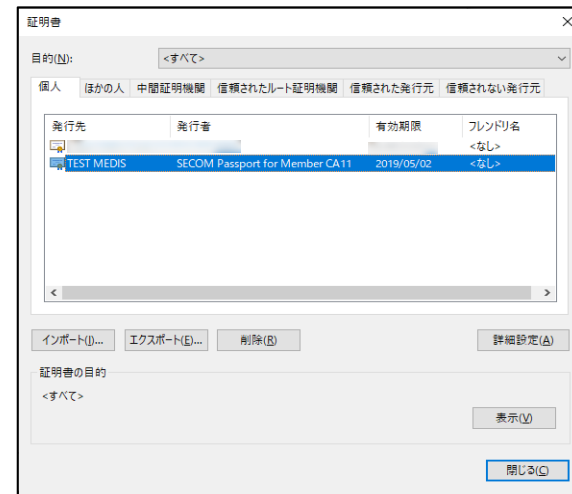 証明書
目的(N): <すべて>
個人 ほかの人 中間証明機関 信頼されたルート証明機関 信頼された発行元 信頼されない発行元
発行先 発行者 有効期限 フレンドリ名
<なし>
TEST MEDIS SECOM Passport for Member CA11 2019/05/02 <なし>
インポート(I)... エクスポート(E)... 削除(R) 詳細設定(A)
証明書の目的
<すべて>
表示(V)
閉じる(C)